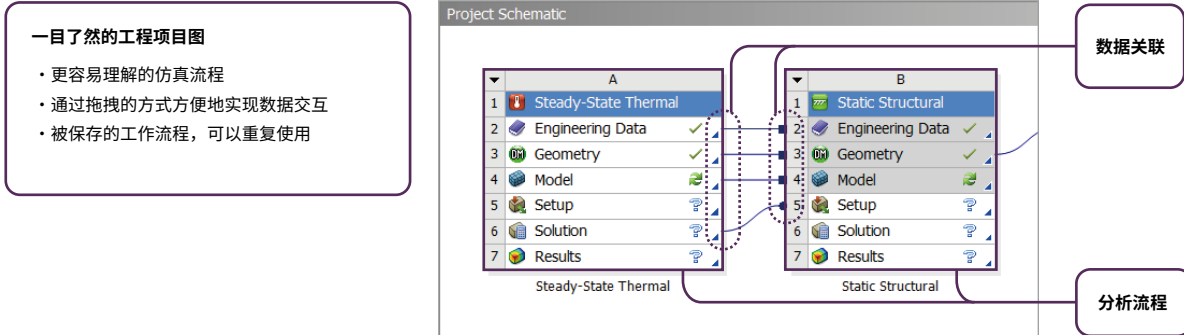 一目了然的工程项目图
・更容易理解的仿真流程
・通过拖拽的方式方便地实现数据交互
・被保存的工作流程，可以重复使用
Project Schematic
A
1 Steady-State Thermal
2 Engineering Data
3 DM Geometry
4 Model
5 Setup ?
6 Solution ?
7 Results ?
Steady-State Thermal
B
1 Static Structural
2 Engineering Data
3 DM Geometry
4 Model
5 Setup ?
6 Solution ?
7 Results ?
Static Structural
数据关联
分析流程